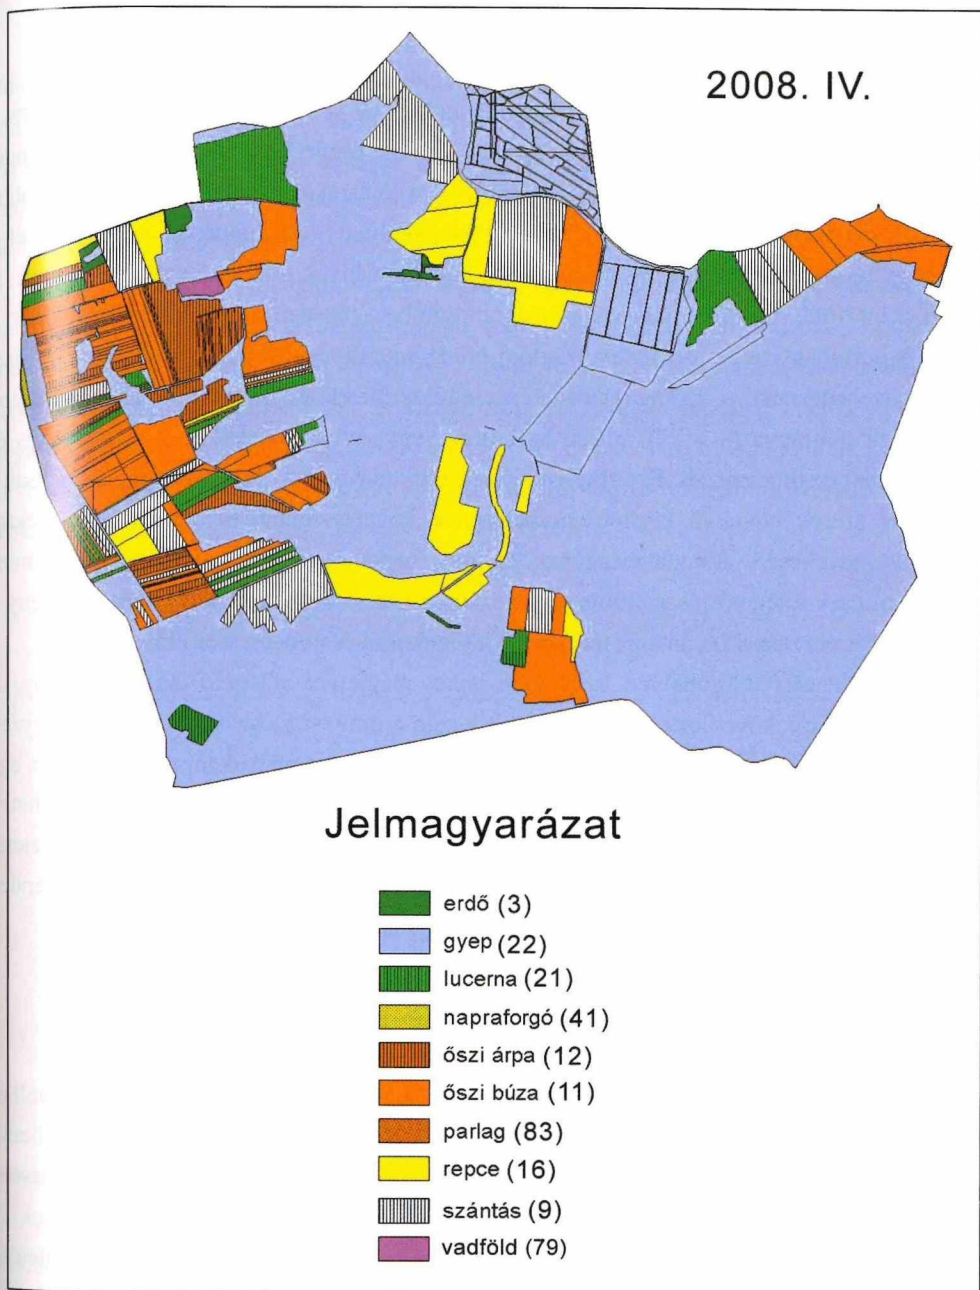 2008. IV.
Jelmagyarázat
erdő (3)
gyep (22)
lucerna (21)
napraforgó (41)
őszi árpa (12)
őszi búza (11)
parlag (83)
repce (16)
szántás (9)
vadföld (79)